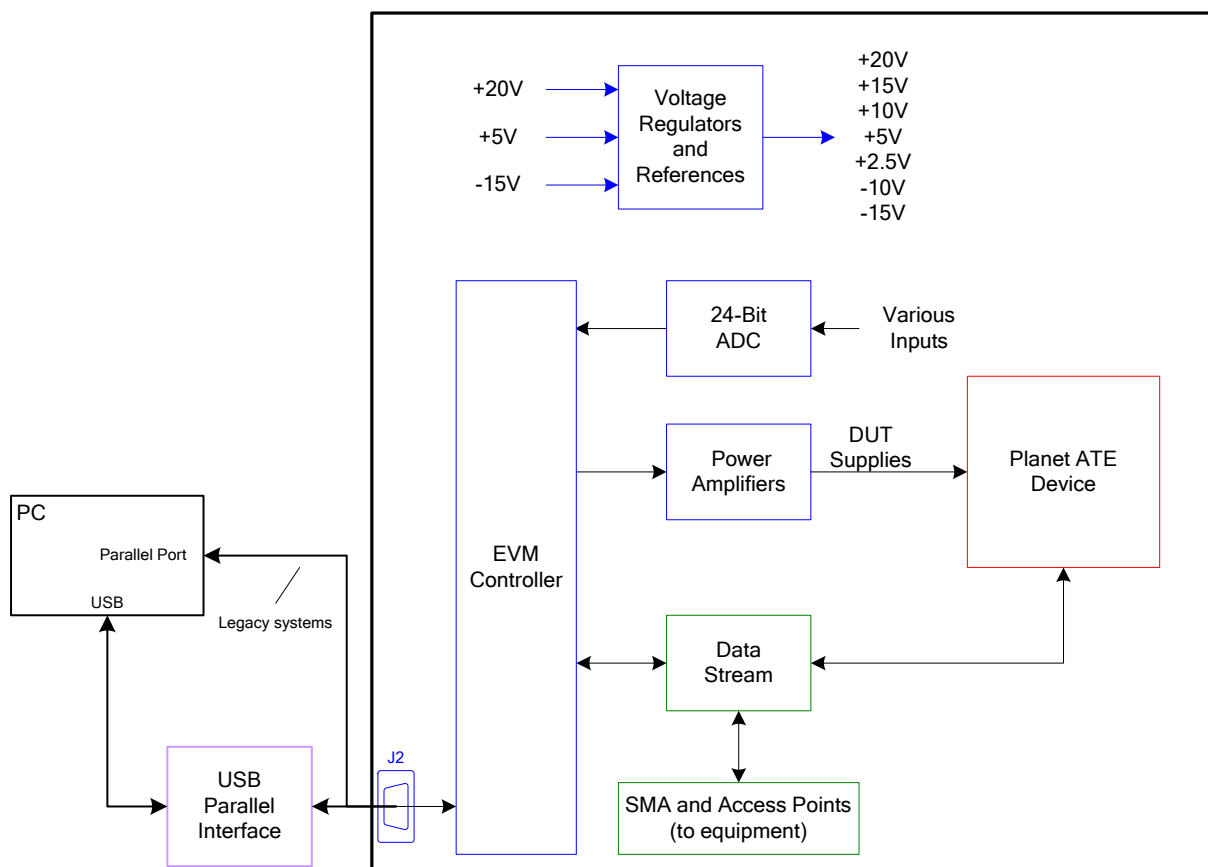 +20V
+5V
-15V
Voltage
Regulators
and
References
+20V
+15V
+10V
+5V
+2.5V
-10V
-15V
24-Bit
ADC
Various
Inputs
Power
Amplifiers
DUT
Supplies
Planet ATE
Device
EVM
Controller
PC
Parallel Port
USB
Legacy systems
Data
Stream
J2
USB
Parallel
Interface
SMA and Access Points
(to equipment)